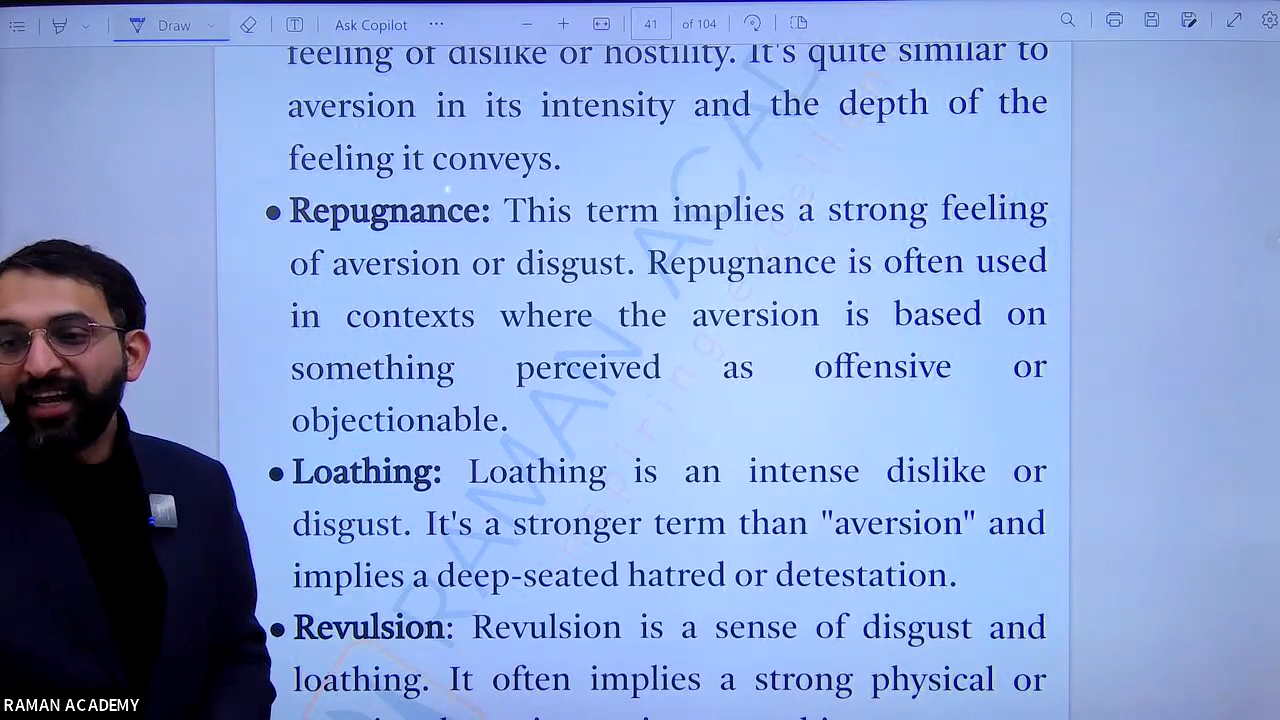 Draw
Ask Copilot
41 of 104
feeling of dislike or hostility. It's quite similar to
aversion in its intensity and the depth of the
feeling it conveys.
• Repugnance: This term implies a strong feeling
of aversion or disgust. Repugnance is often used
in contexts where the aversion is based on
something perceived as offensive or
objectionable.
• Loathing: Loathing is an intense dislike or
disgust. It's a stronger term than "aversion" and
implies a deep-seated hatred or detestation.
• Revulsion: Revulsion is a sense of disgust and
loathing. It often implies a strong physical or
RAMAN ACAD
RAMAN ACADEMY